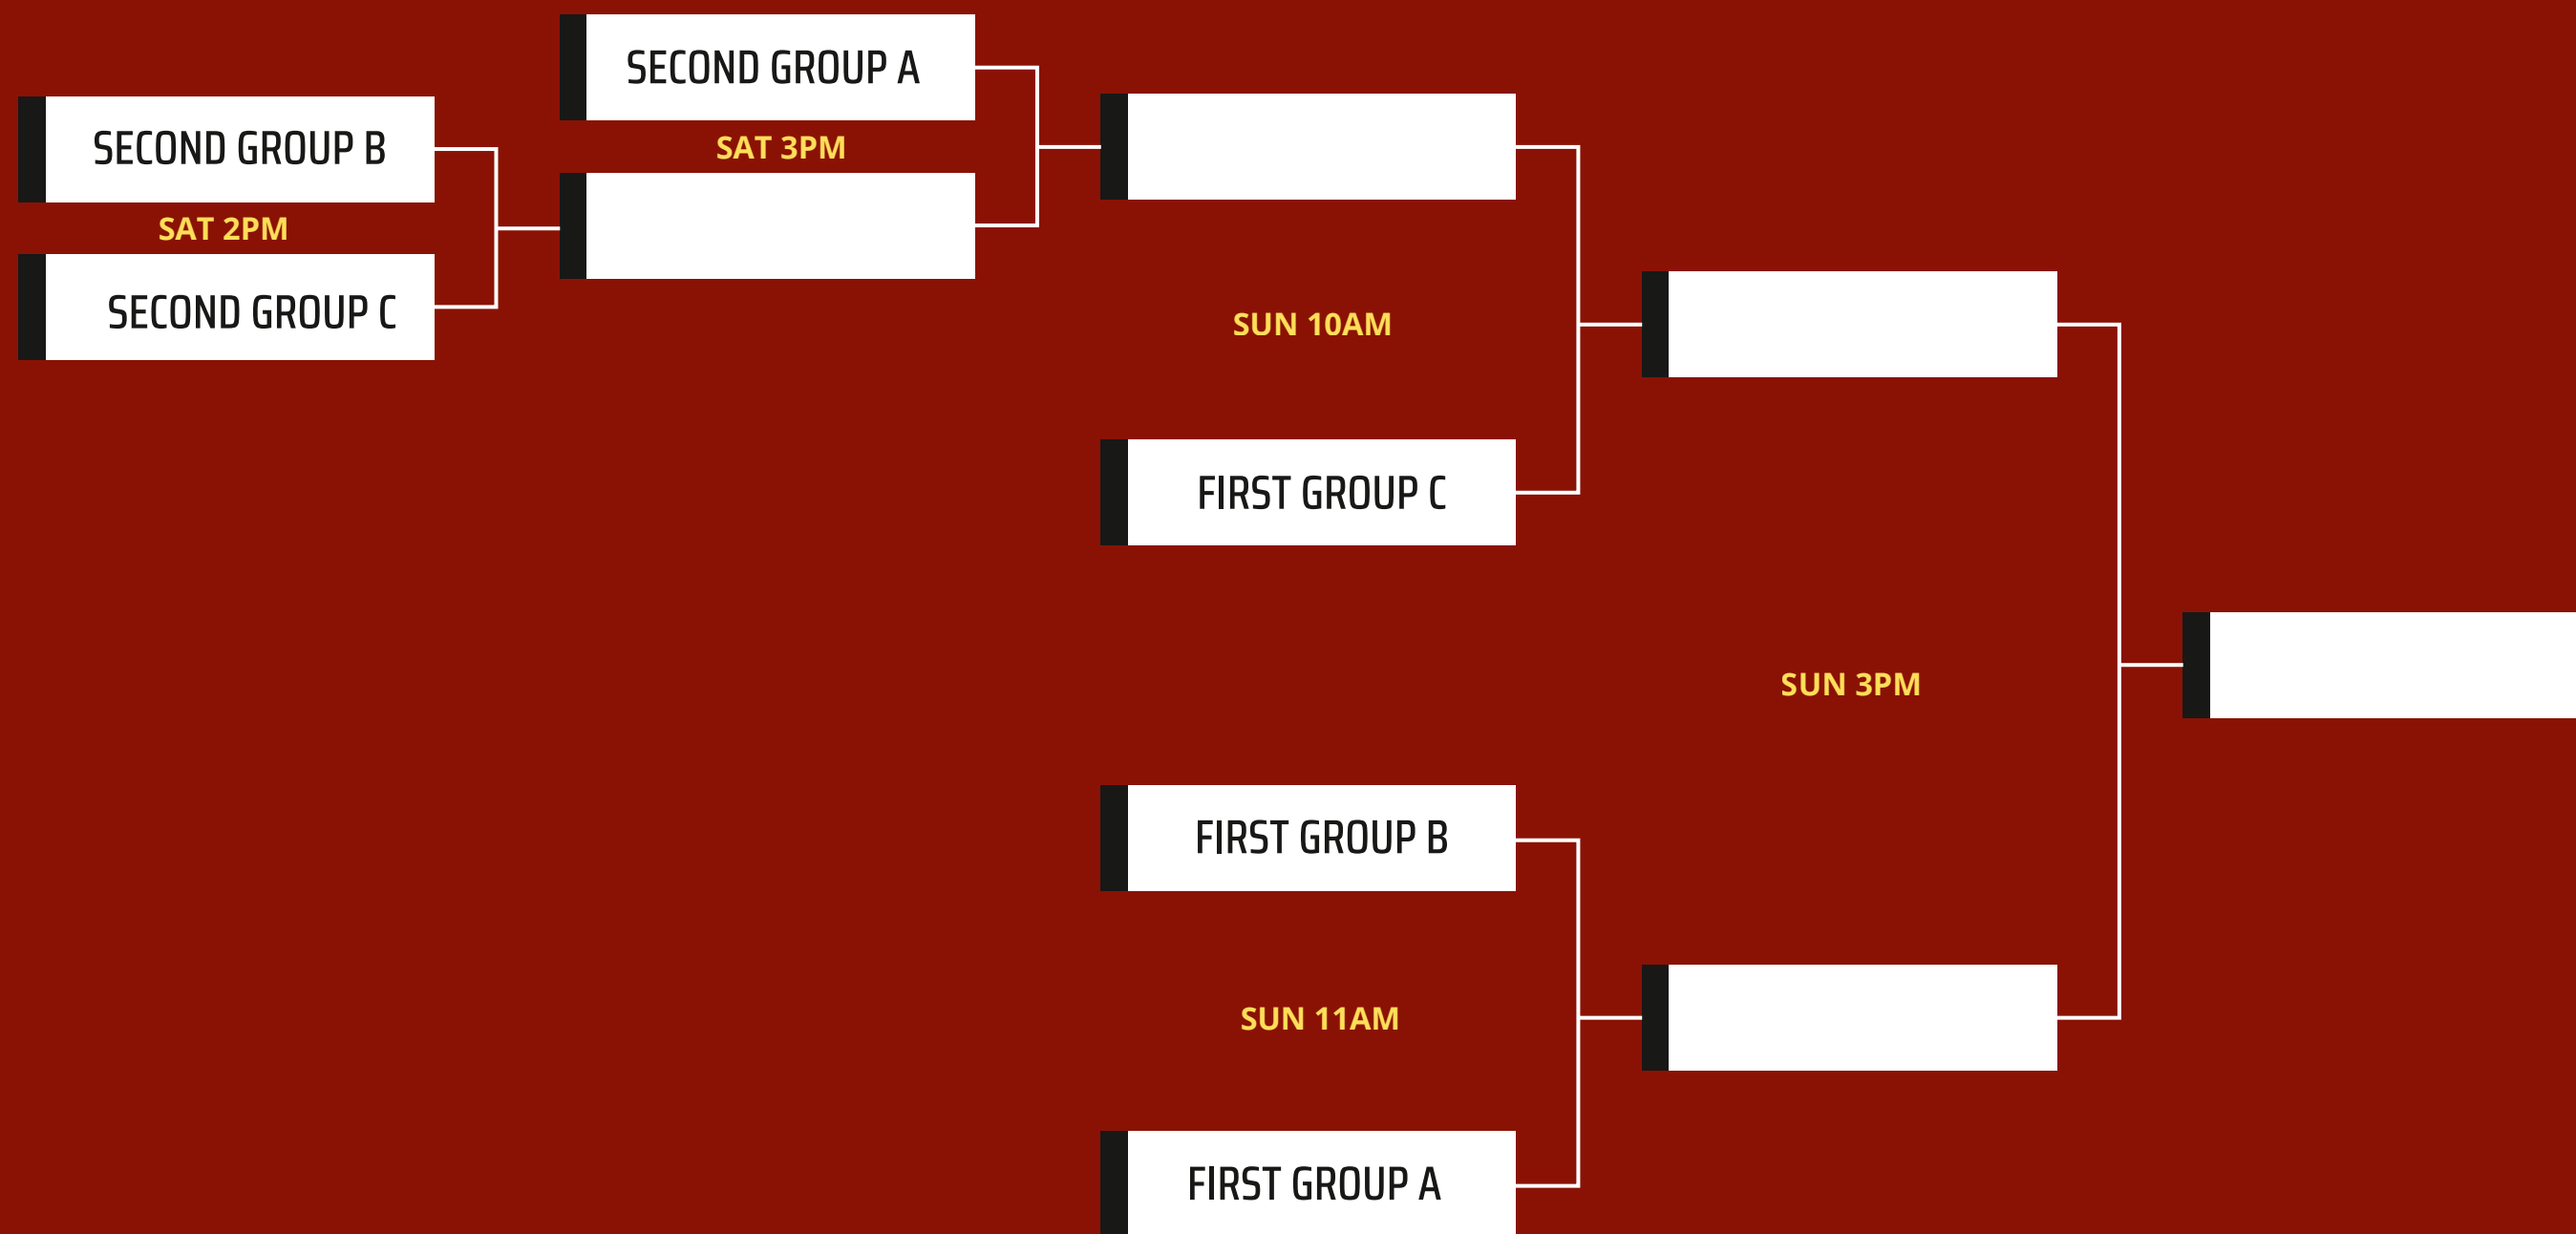 SECOND GROUP A
SECOND GROUP B
SAT 3PM
SAT 2PM
SECOND GROUP C
SUN 10AM
FIRST GROUP C
SUN 3PM
FIRST GROUP B
SUN 11AM
FIRST GROUP A